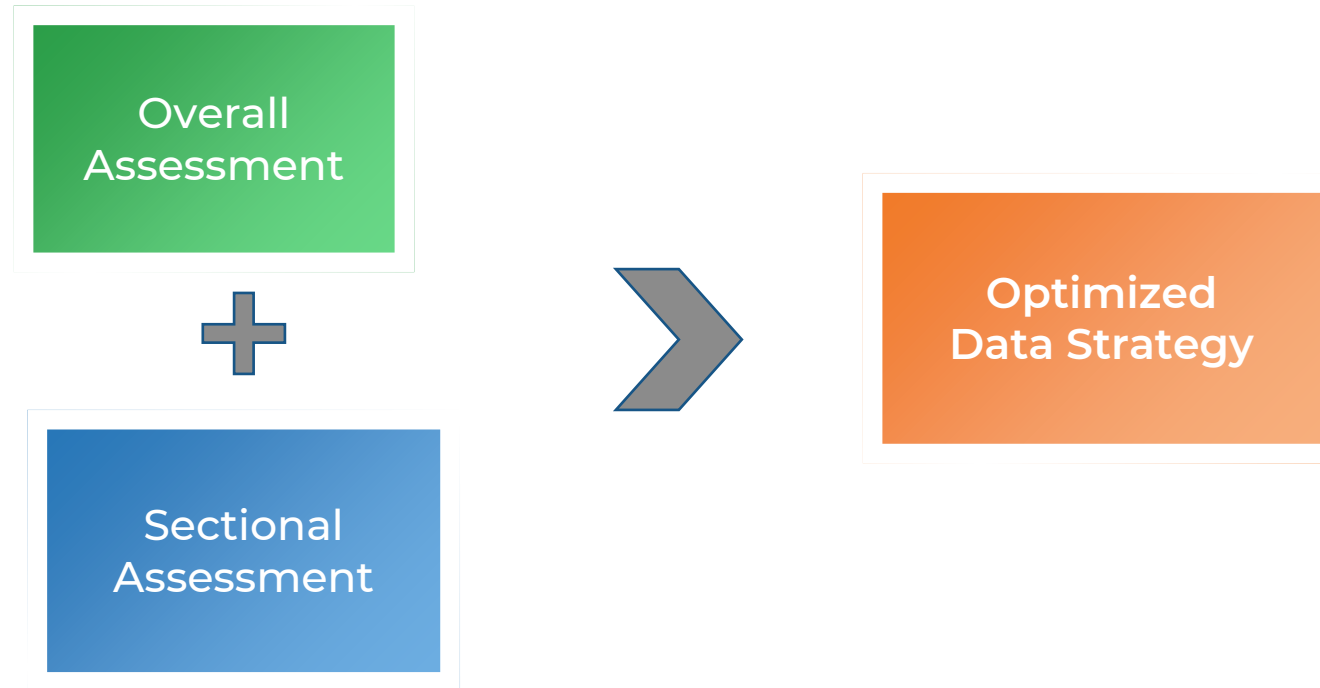 Overall
Assessment
Sectional
Assessment
Optimized
Data Strategy